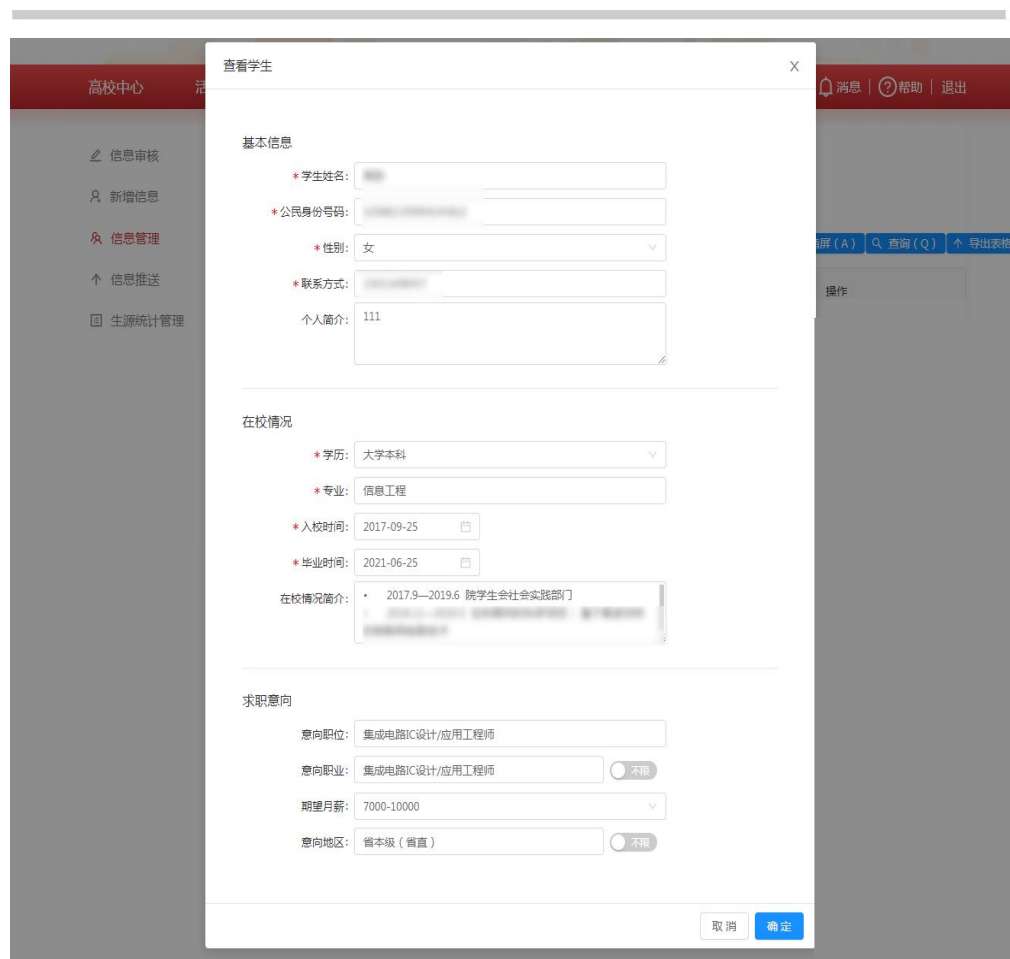 查看学生
X
高校中心
活
消息 | ?帮助 | 退出
信息审核
新增信息
信息管理
信息推送
生源统计管理
屏(A)
查询(Q)
导出表格
操作
基本信息
*学生姓名:
*公民身份号码:
*性别: 女
*联系方式:
个人简介: 111
在校情况
*学历: 大学本科
*专业: 信息工程
*入校时间: 2017-09-25
*毕业时间: 2021-06-25
在校情况简介: • 2017.9—2019.6 院学生会社会实践部门
求职意向
意向职位: 集成电路IC设计/应用工程师
意向职业: 集成电路IC设计/应用工程师 不限
期望月薪: 7000-10000
意向地区: 省本级(省直) 不限
取消 确定